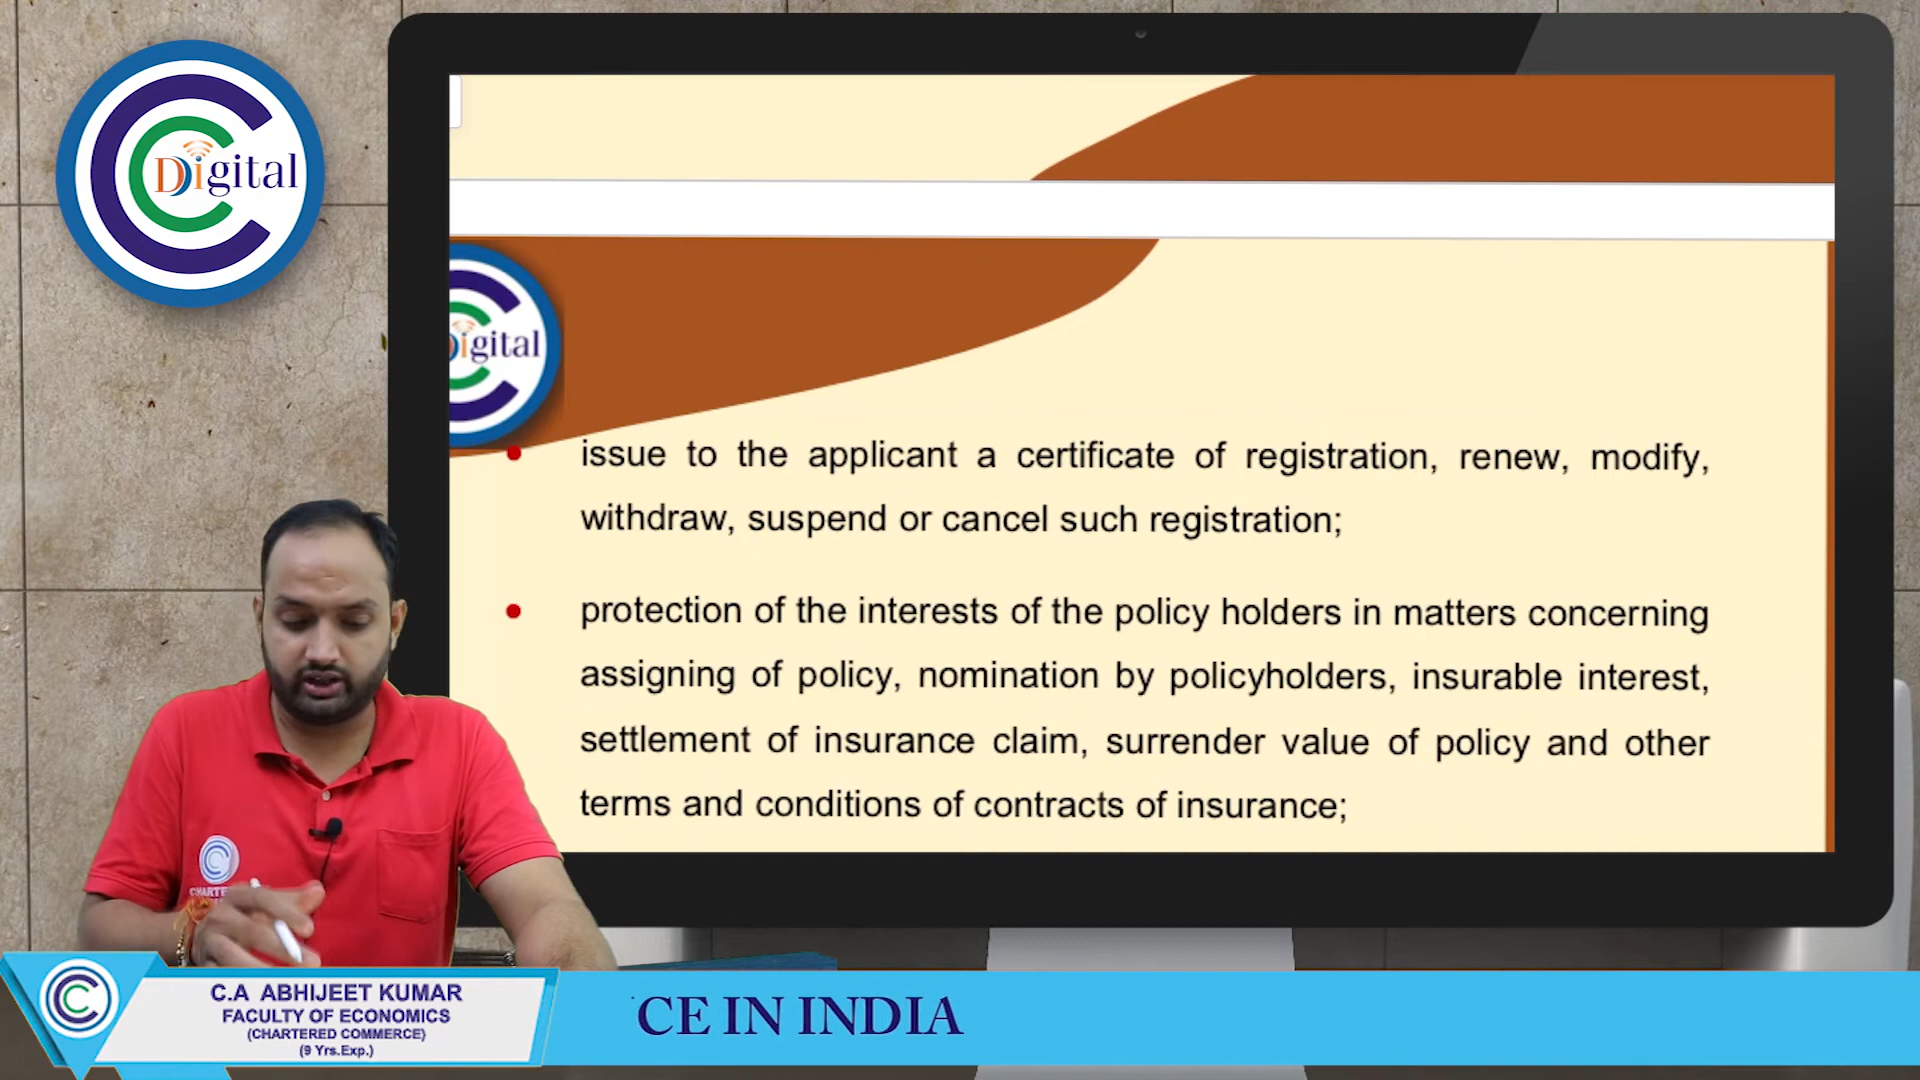 Digital
Digital
issue to the applicant a certificate of registration, renew, modify,
withdraw, suspend or cancel such registration;
protection of the interests of the policy holders in matters concerning
assigning of policy, nomination by policyholders, insurable interest,
settlement of insurance claim, surrender value of policy and other
terms and conditions of contracts of insurance;
C.A ABHIJEET KUMAR
FACULTY OF ECONOMICS
(CHARTERED COMMERCE)
(9 Yrs.Exp.)
CE IN INDIA